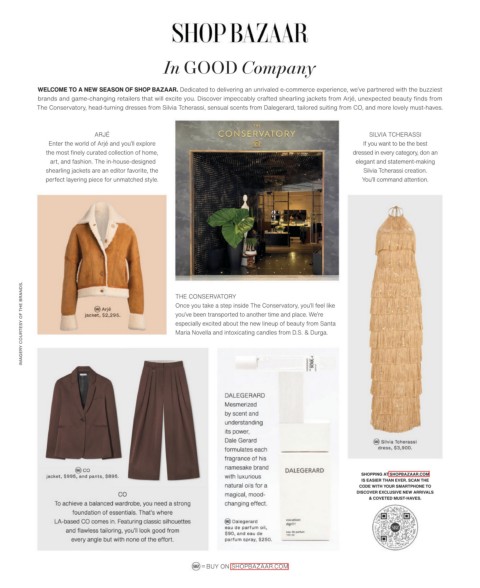 SHOP BAZAAR
In GOOD Company
WELCOME TO A NEW SEASON OF SHOP BAZAAR. Dedicated to delivering an unrivaled e-commerce experience, we've partnered with the buzziest
brands and game-changing retailers that will excite you. Discover impeccably crafted shearling jackets from Arjé, unexpected beauty finds from
The Conservatory, head-turning dresses from Silvia Tcherassi, sensual scents from Dalegerard, tailored suiting from CO, and more lovely must-haves.
ARJÉ
Enter the world of Arjé and you'll explore
the most finely curated collection of home,
art, and fashion. The in-house-designed
shearling jackets are an editor favorite, the
perfect layering piece for unmatched style.
CONSERVATORY
SILVIA TCHERASSI
If you want to be the best
dressed in every category, don an
elegant and statement-making
Silvia Tcherassi creation.
You'll command attention.
Arjé
jacket, $2,295.
THE CONSERVATORY
Once you take a step inside The Conservatory, you'll feel like
you've been transported to another time and place. We're
especially excited about the new lineup of beauty from Santa
Maria Novella and intoxicating candles from D.S. & Durga.
IMAGERY COURTESY OF THE BRANDS.
CO
jacket, $995, and pants, $895.
CO
To achieve a balanced wardrobe, you need a strong
foundation of essentials. That's where
LA-based CO comes in. Featuring classic silhouettes
and flawless tailoring, you'll look good from
every angle but with none of the effort.
DALEGERARD
Mesmerized
by scent and
understanding
its power,
Dale Gerard
formulates each
fragrance of his
namesake brand
with luxurious
natural oils for a
magical, mood-
changing effect.
Dalegerard
eau de parfum oil,
$90, and eau de
parfum spray, $260.
DALEGERARD
Silvia Tcherassi
dress, $3,900.
SHOPPING AT SHOPBAZAAR.COM
IS EASIER THAN EVER. SCAN THE
CODE WITH YOUR SMARTPHONE TO
DISCOVER EXCLUSIVE NEW ARRIVALS
& COVETED MUST-HAVES.
= BUY ON SHOPBAZAAR.COM